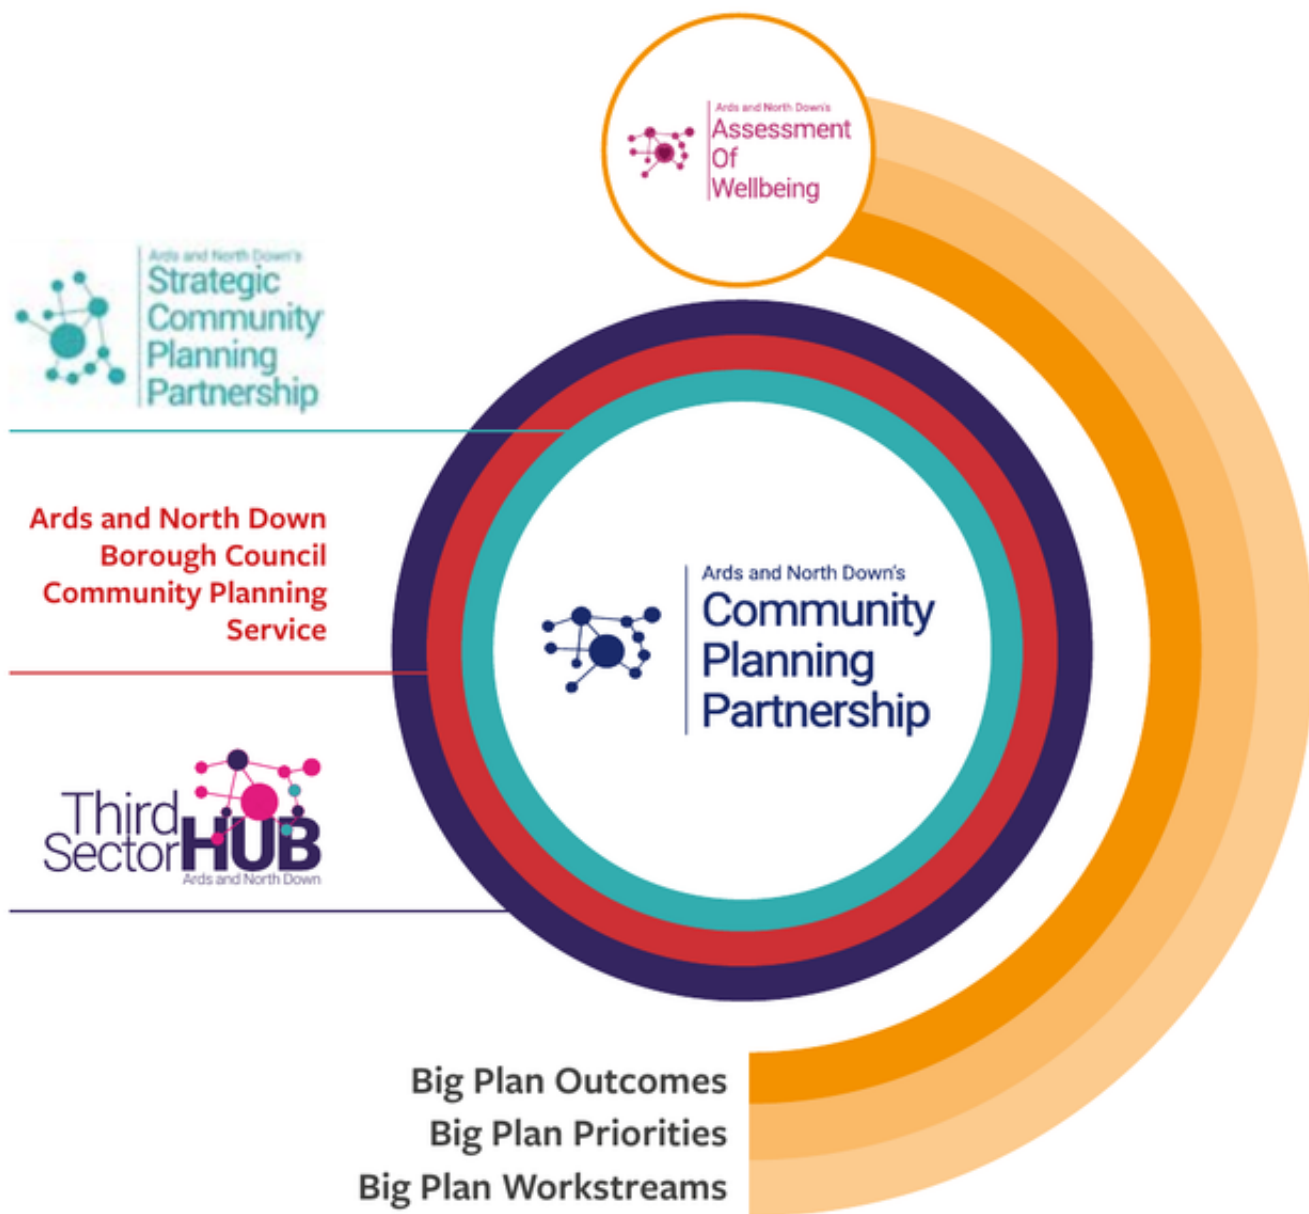 Ards and North Down's
Assessment
Of
Wellbeing
Ards and North Down's
Strategic
Community
Planning
Partnership
Ards and North Down
Borough Council
Community Planning
Service
Ards and North Down's
Community
Planning
Partnership
Third
Sector HUB
Ards and North Down
Big Plan Outcomes
Big Plan Priorities
Big Plan Workstreams